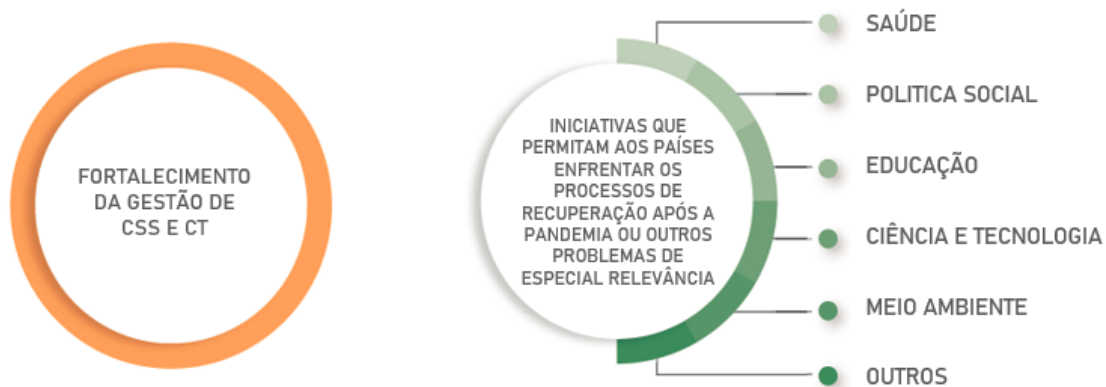 FORTALECIMENTO
DA GESTÃO DE
CSS E CT
INICIATIVAS QUE
PERMITAM AOS PAÍSES
ENFRENTAR OS
PROCESSOS DE
RECUPERAÇÃO APÓS A
PANDEMIA OU OUTROS
PROBLEMAS DE
ESPECIAL RELEVÂNCIA
SAÚDE
POLITICA SOCIAL
EDUCAÇÃO
CIÊNCIA E TECNOLOGIA
MEIO AMBIENTE
OUTROS